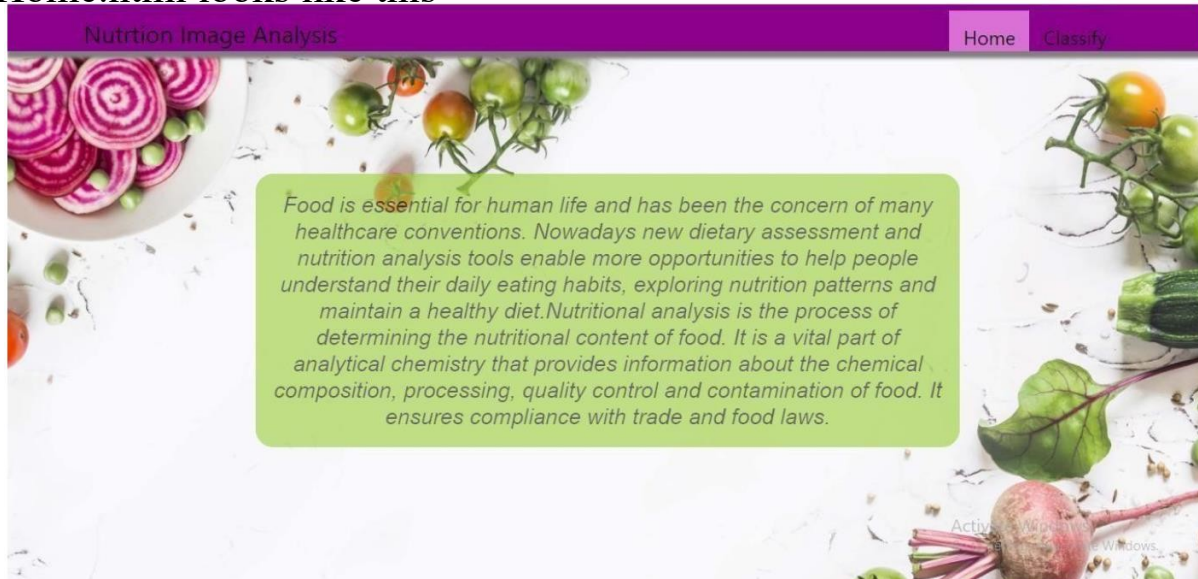 Home.html looks like this
Nutrtion Image Analysis
Home Classify
Food is essential for human life and has been the concern of many
healthcare conventions. Nowadays new dietary assessment and
nutrition analysis tools enable more opportunities to help people
understand their daily eating habits, exploring nutrition patterns and
maintain a healthy diet.Nutritional analysis is the process of
determining the nutritional content of food. It is a vital part of
analytical chemistry that provides information about the chemical
composition, processing, quality control and contamination of food. It
ensures compliance with trade and food laws.
Windows
Windows.